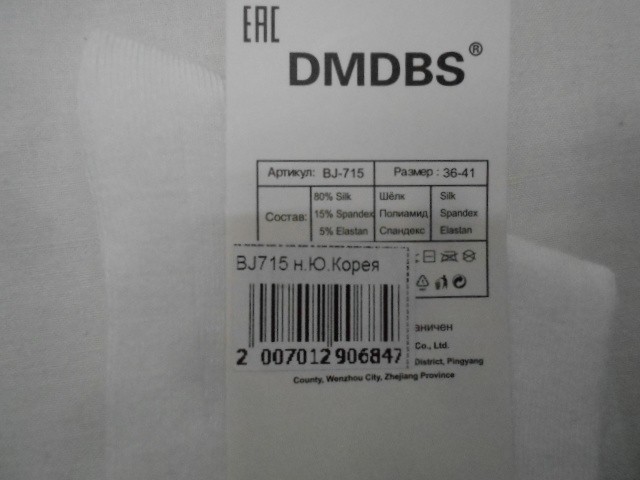 EAC
DMDBS®
Артикул: BJ-715 Размер : 36-41
Состав: 80% Silk Шёлк Silk
15% Spandex Полиамид Spandex
5% Elastan Спандекс Elastan
BJ715 н.Ю.Корея
2 007012 906847
аничен
Co., Ltd.
District, Pingyang
County, Wenzhou City, Zhejiang Province